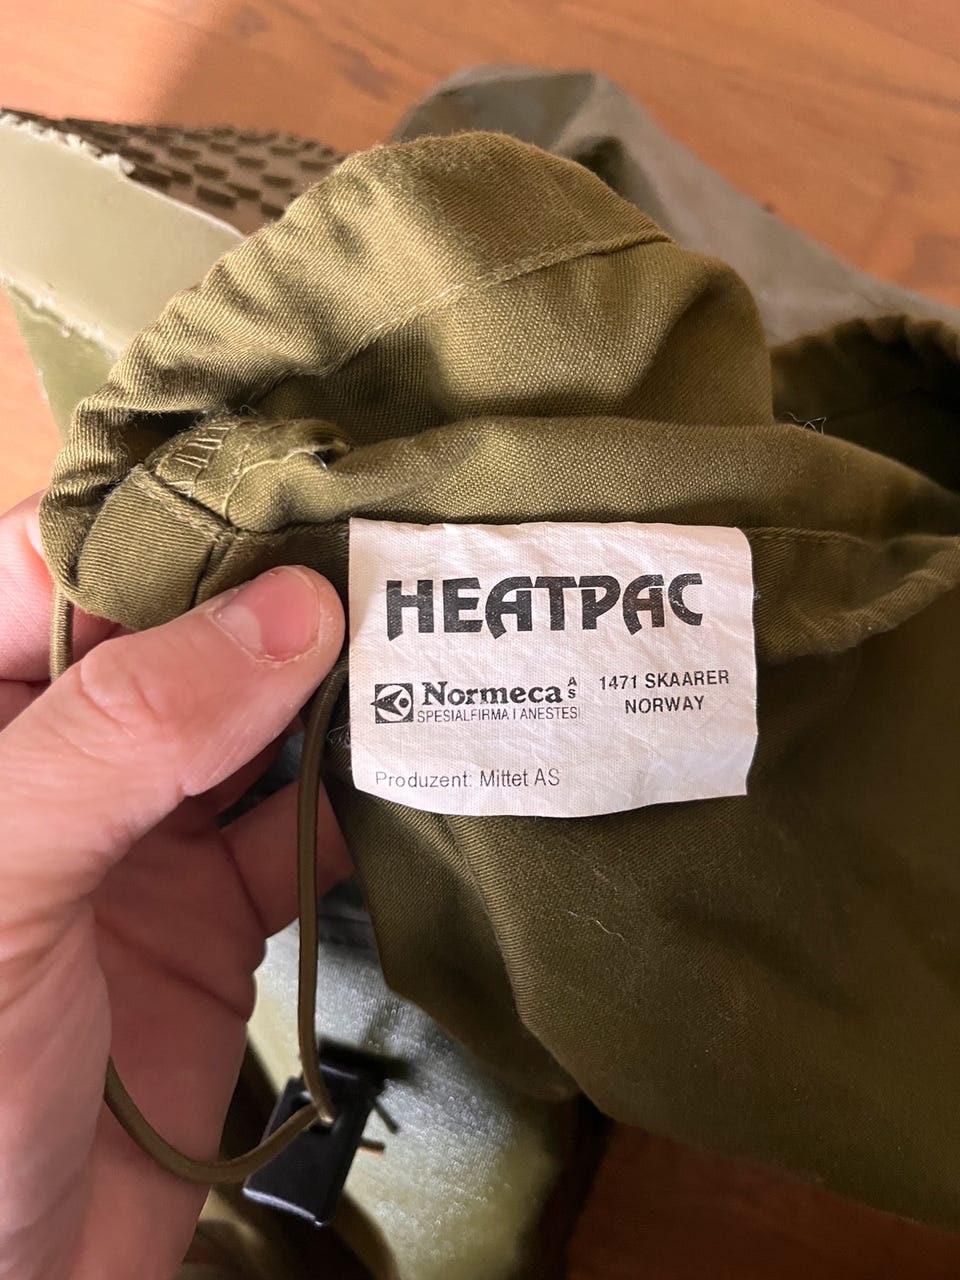 HEATPAC
Normeca AS
SPESIALFIRMA I ANESTESI
1471 SKAARER
NORWAY
Produzent: Mittet AS